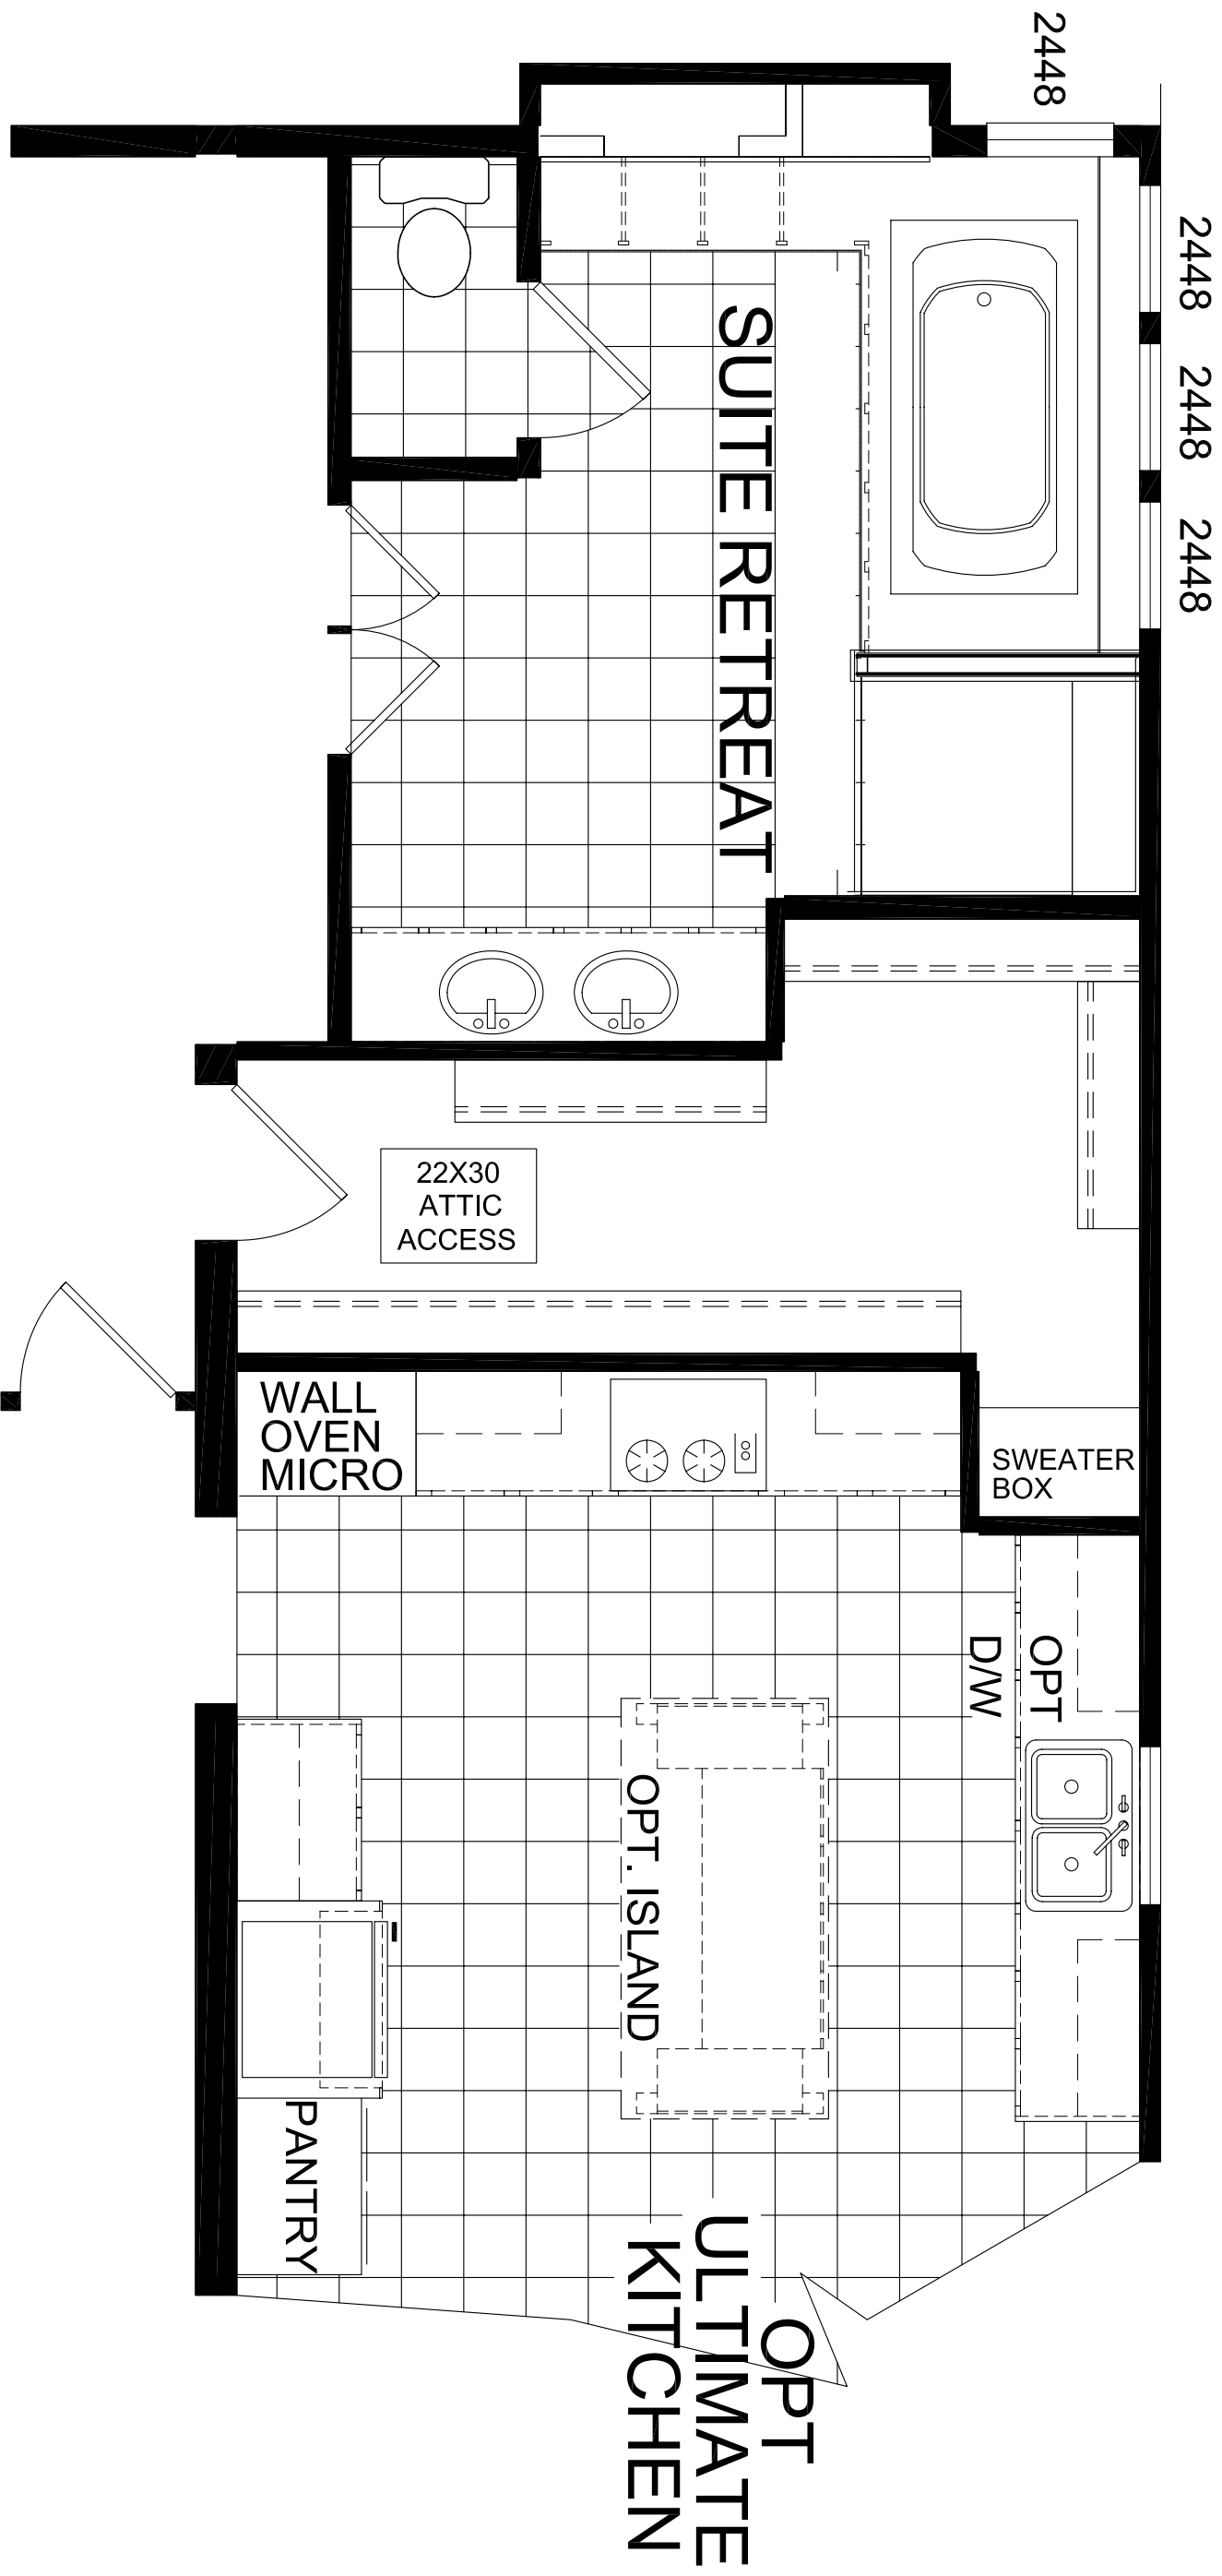 2448
2448
2448
2448
SUITE RETREAT
22X30
ATTIC
ACCESS
WALL
OVEN
MICRO
SWEATER
BOX
OPT
D/W
OPT. ISLAND
PANTRY
OPT
ULTIMATE
KITCHEN